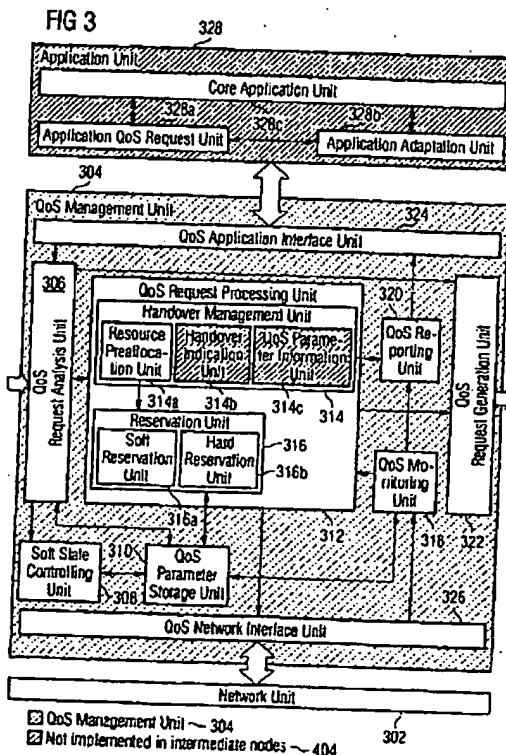 FIG 3
328
Application Unit
Core Application Unit
328a
328c
328b
Application QoS Request Unit
Application Adaptation Unit
304
QoS Management Unit
324
QoS Application Interface Unit
306
QoS
Request Analysis Unit
QoS Request Processing Unit
Handover Management Unit
Resource
Preallocation Unit
Handover
Indication
Unit
QoS Parameter
Information
Unit
314a
314b
314c
314
Reservation Unit
Soft
Reservation
Unit
Hard
Reservation
Unit
316
316b
316a
312
320
QoS Re-
porting
Unit
QoS
Request Generation Unit
QoS Mo-
nitoring
Unit
318
322
310
Soft State
Controlling
Unit
308
QoS
Parameter
Storage Unit
326
QoS Network Interface Unit
Network Unit
302
QoS Management Unit ~ 304
Not implemented in intermediate nodes ~ 404